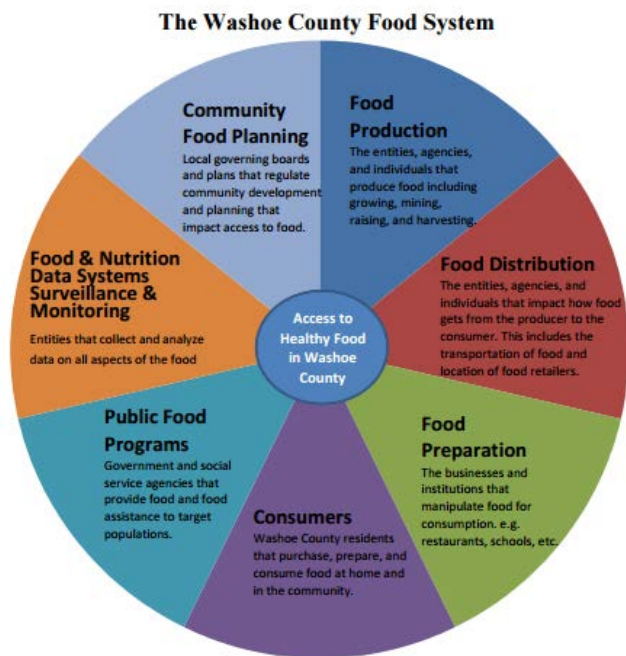 The Washoe County Food System
Community
Food Planning
Local governing boards
and plans that regulate
community development
and planning that
impact access to food.
Food
Production
The entities, agencies,
and individuals that
produce food including
growing, mining,
raising, and harvesting.
Food Distribution
The entities, agencies, and
individuals that impact how food
gets from the producer to the
consumer. This includes the
transportation of food and
location of food retailers.
Food
Preparation
The businesses and
institutions that
manipulate food for
consumption. e.g.
restaurants, schools, etc.
Consumers
Washoe County residents
that purchase, prepare, and
consume food at home and
in the community.
Public Food
Programs
Government and social
service agencies that
provide food and food
assistance to target
populations.
Food & Nutrition
Data Systems
Surveillance &
Monitoring
Entities that collect and analyze
data on all aspects of the food
Access to
Healthy Food
in Washoe
County